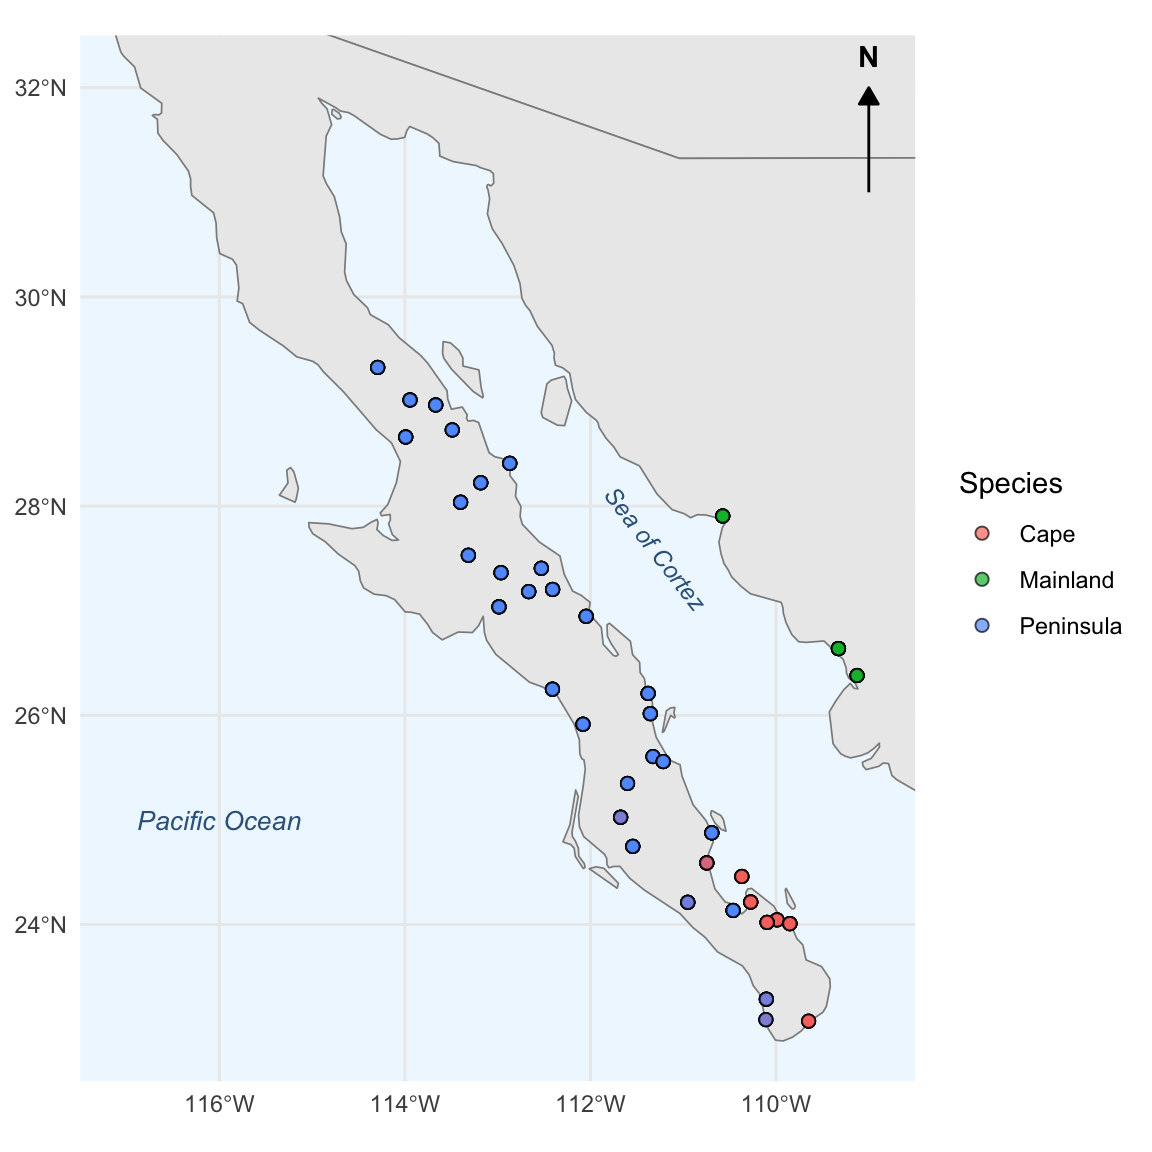 N
32°N
30°N
28°N
26°N
24°N
116°W
114°W
112°W
110°W
Sea of Cortez
Pacific Ocean
Species
Cape
Mainland
Peninsula